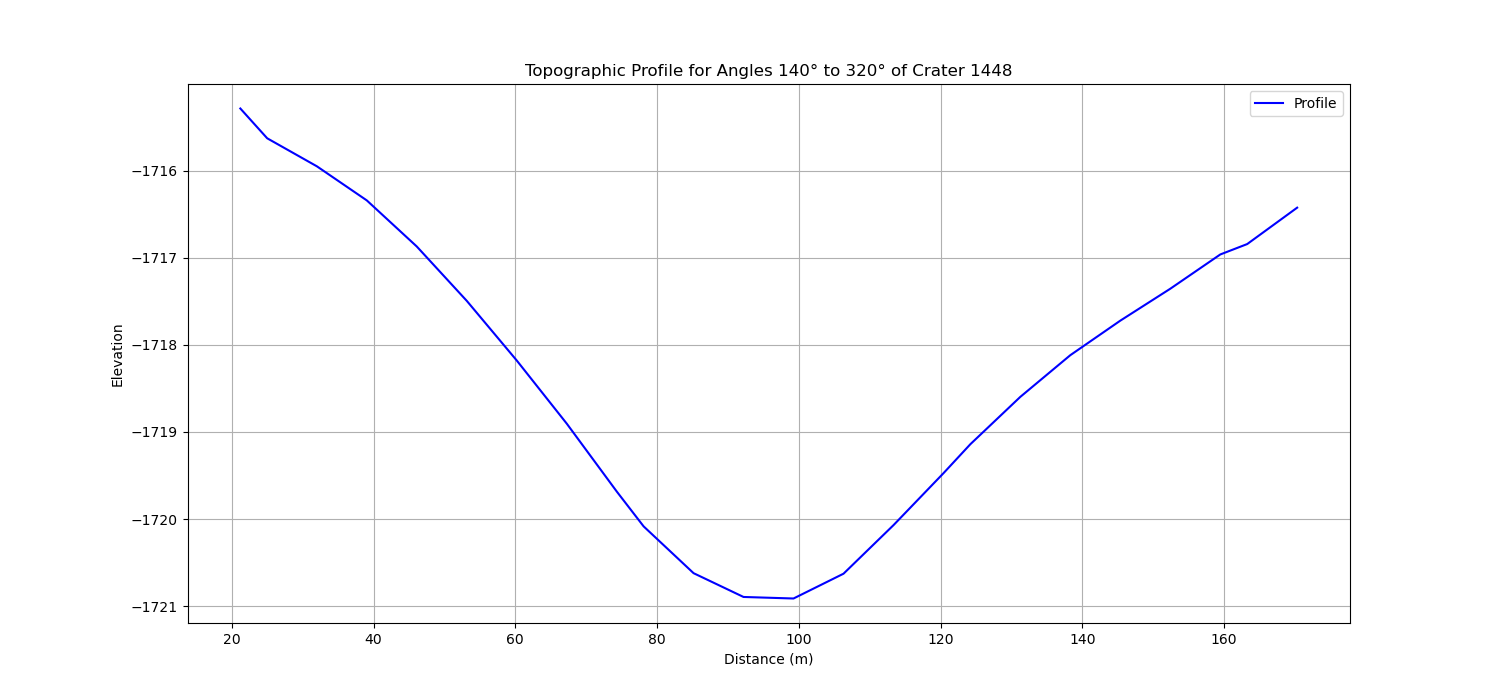 Topographic Profile for Angles 140° to 320° of Crater 1448
Profile
Elevation
−1716
−1717
−1718
−1719
−1720
−1721
20 40 60 80 100 120 140 160
Distance (m)